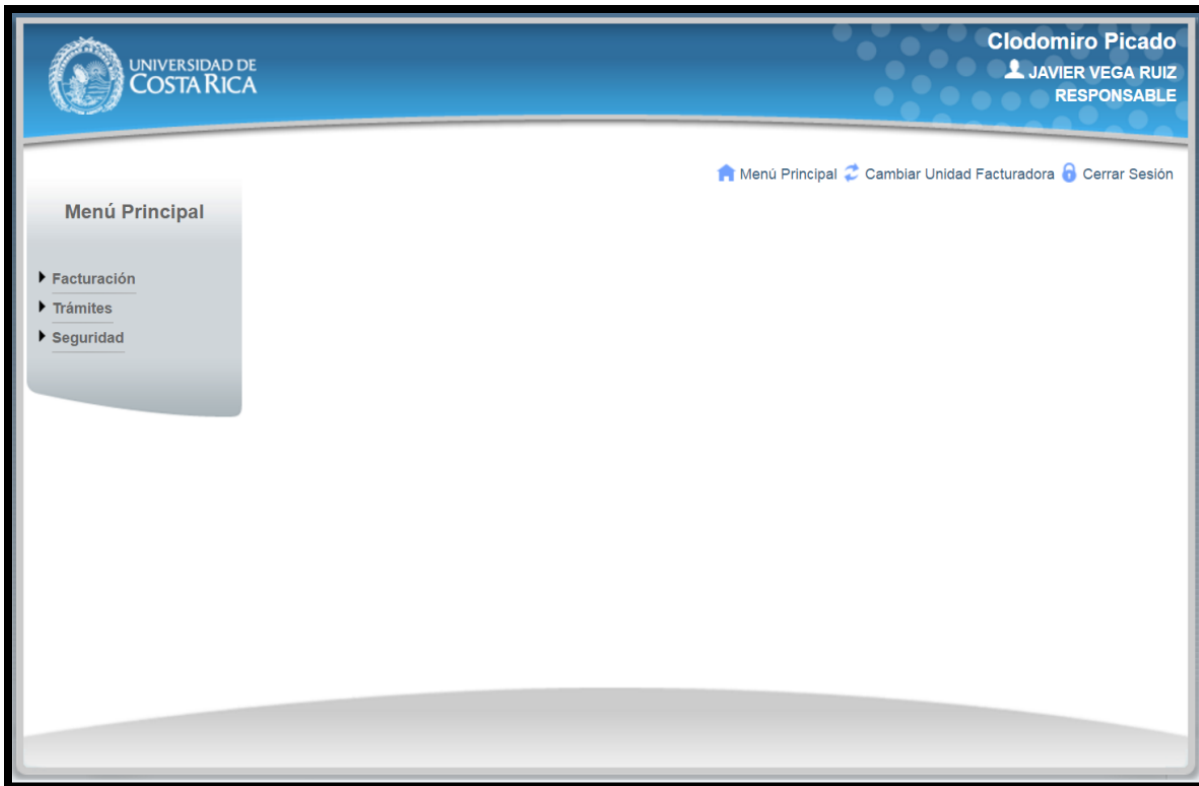 UNIVERSIDAD DE
COSTA RICA
Clodomiro Picado
JAVIER VEGA RUIZ
RESPONSABLE
Menú Principal Cambiar Unidad Facturadora Cerrar Sesión
Menú Principal
Facturación
Trámites
Seguridad